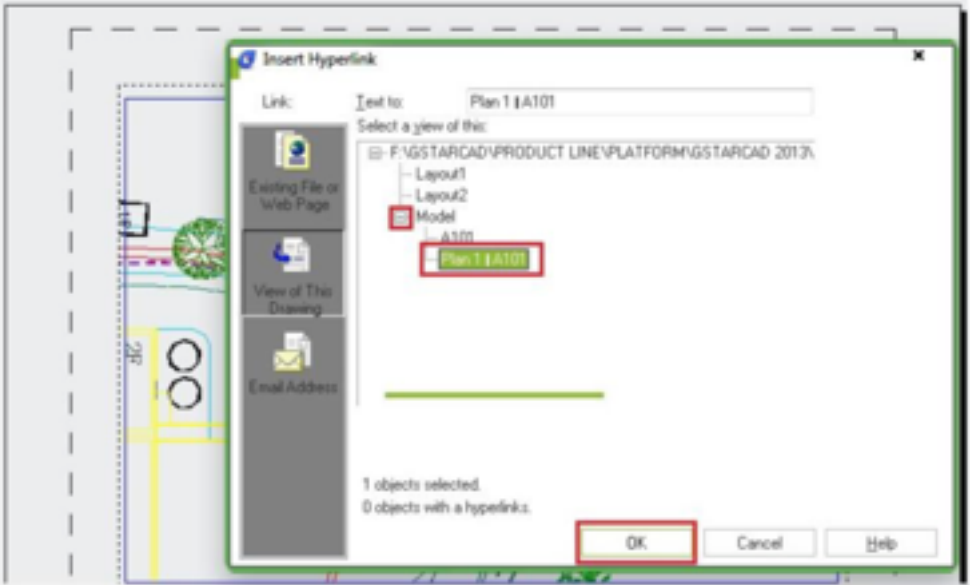 Insert Hyperlink
Link:
Text to:
Plan 1 | A101
Select a view of this:
F:\GSTARCAD\PRODUCT LINE\PLATFORM\GSTARCAD 2013\
Layout1
Layout2
Model
A101
Plan 1 | A101
Existing File or
Web Page
View of This
Drawing
Email Address
1 objects selected.
0 objects with a hyperlinks.
OK
Cancel
Help
2F